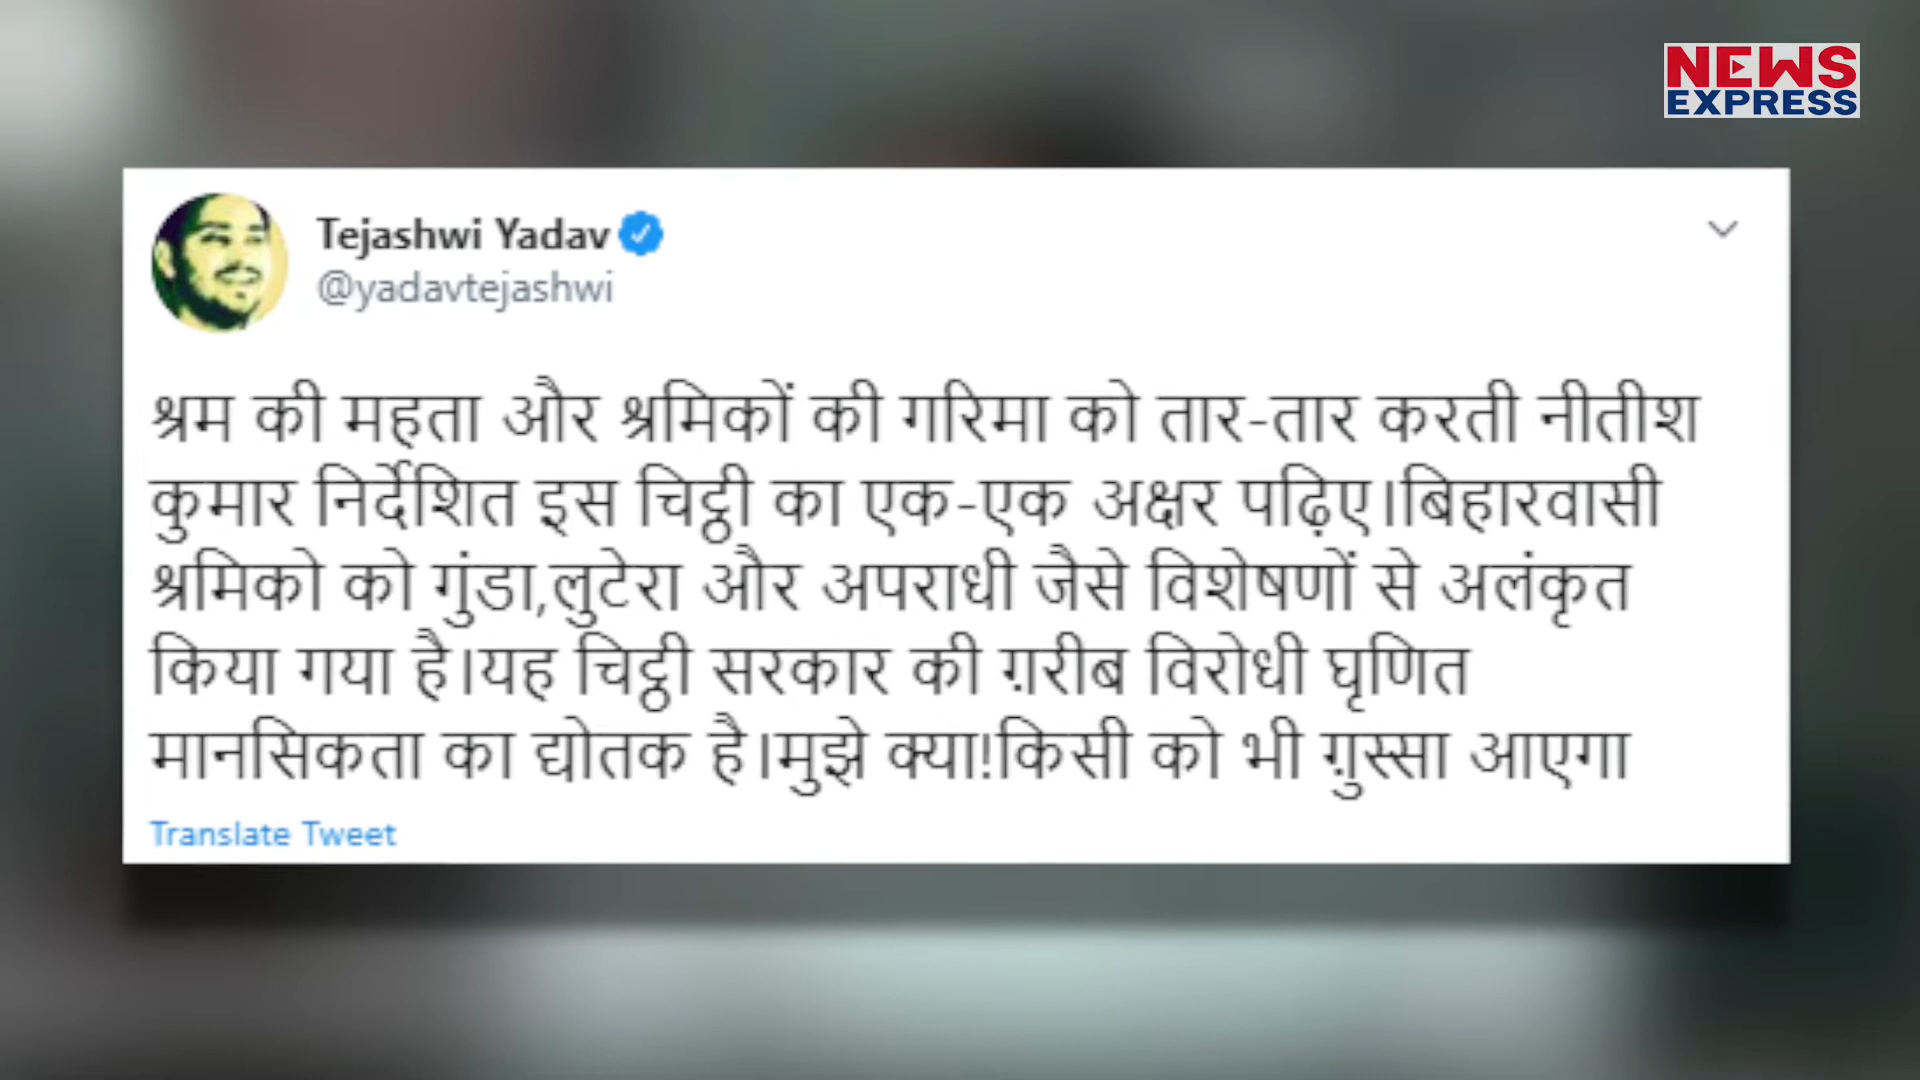 NEWS
EXPRESS
Tejashwi Yadav
@yadavtejashwi
श्रम की महता और श्रमिकों की गरिमा को तार-तार करती नीतीश
कुमार निर्देशित इस चिट्ठी का एक-एक अक्षर पढ़िए।बिहारवासी
श्रमिको को गुंडा,लुटेरा और अपराधी जैसे विशेषणों से अलंकृत
किया गया है।यह चिट्ठी सरकार की ग़रीब विरोधी घृणित
मानसिकता का द्योतक है।मुझे क्या!किसी को भी ग़ुस्सा आएगा
Translate Tweet